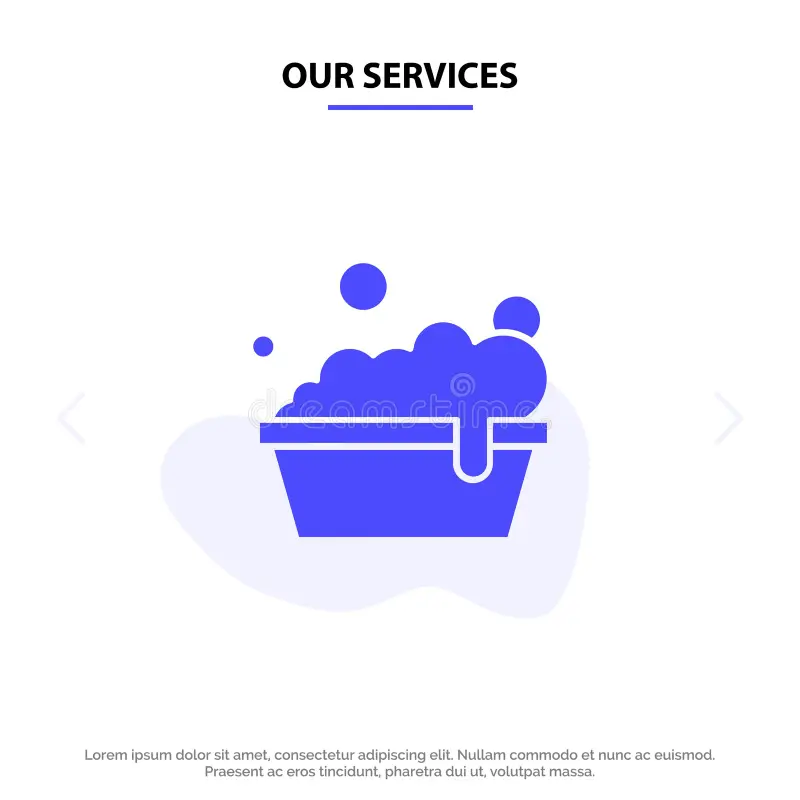 OUR SERVICES
dreamstime
Lorem ipsum dolor sit amet, consectetur adipiscing elit. Nullam commodo et nunc ac euismod.
Praesent ac eros tincidunt, pharetra dui ut, volutpat massa.